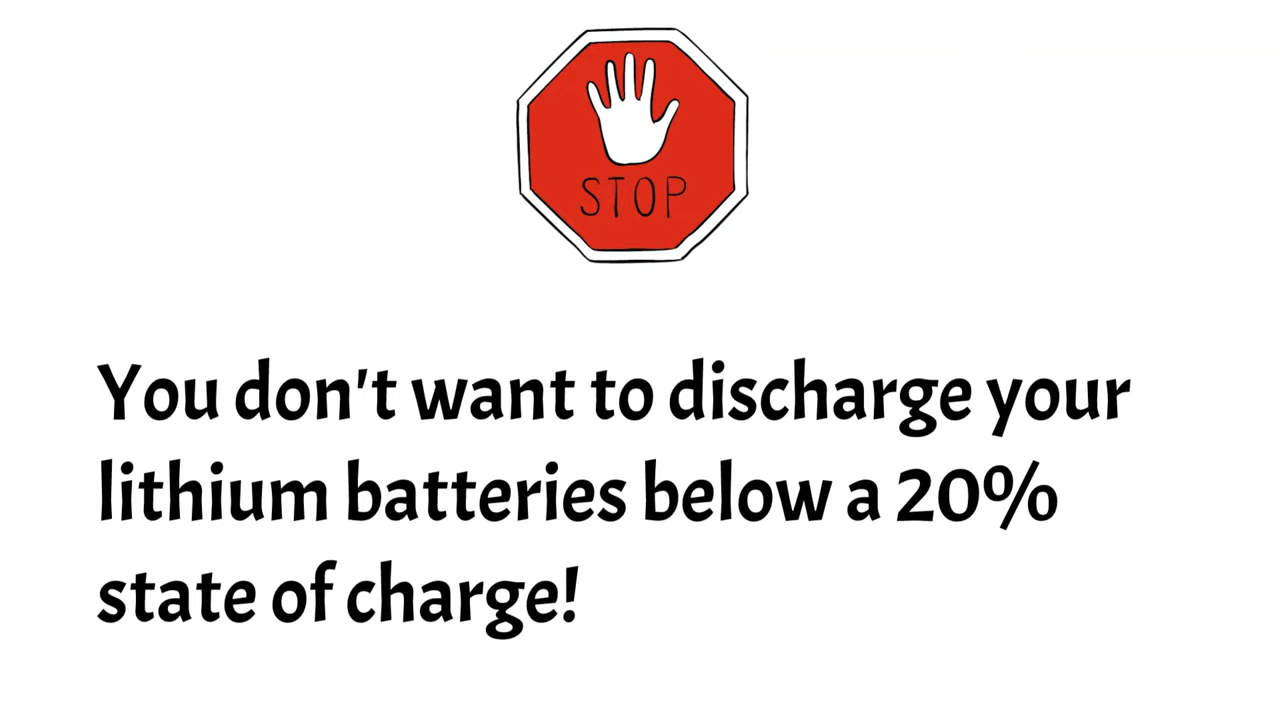 STOP
You don't want to discharge your
lithium batteries below a 20%
state of charge!